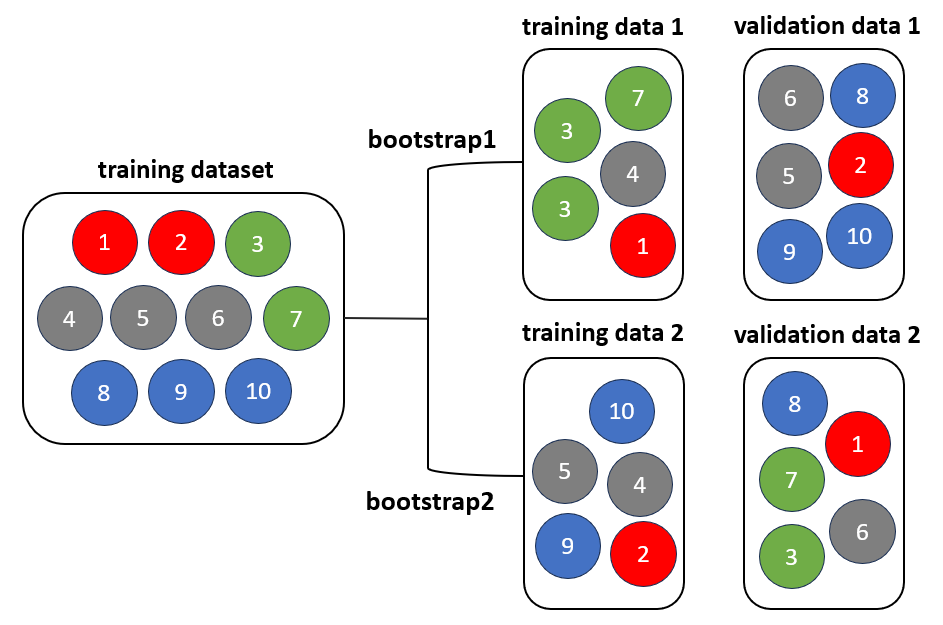 training data 1
validation data 1
7
3
4
3
1
6
8
5
2
9
10
bootstrap1
training dataset
1 2 3
4 5 6 7
8 9 10
bootstrap2
training data 2
validation data 2
10
5
4
9
2
8
1
7
6
3